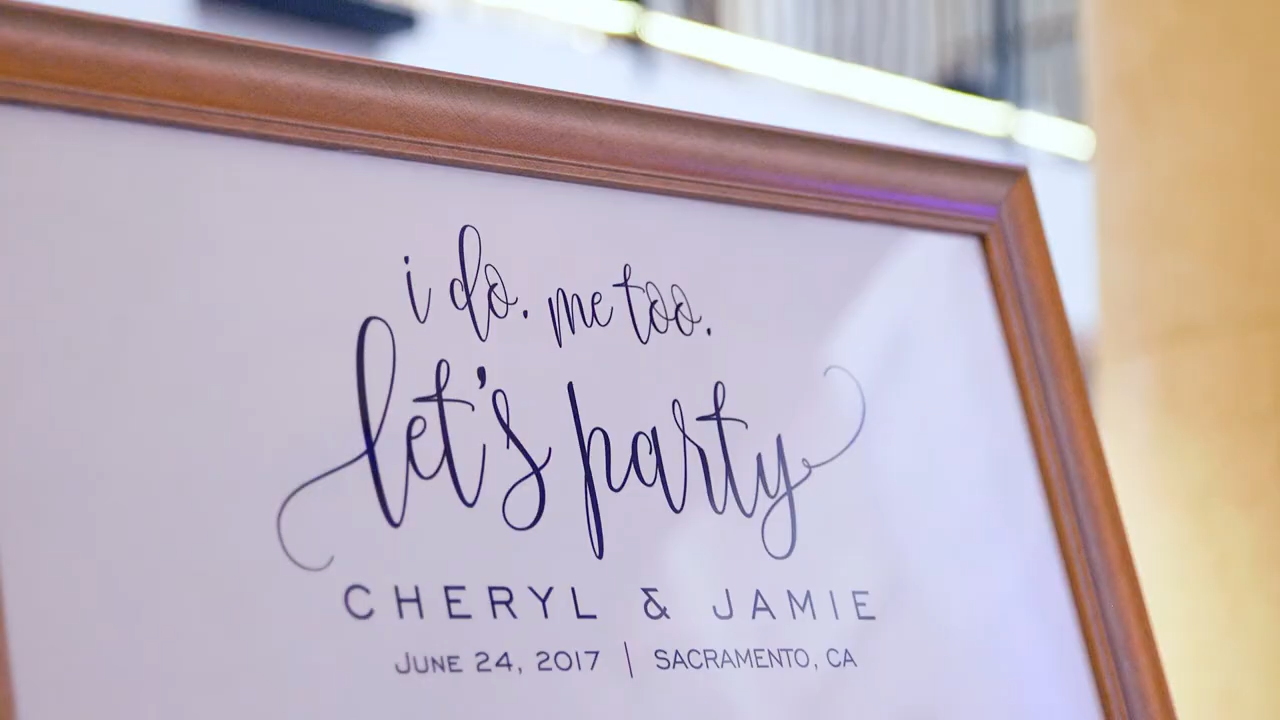 i do. me too.
let's party
CHERYL & JAMIE
JUNE 24, 2017 | SACRAMENTO, CA